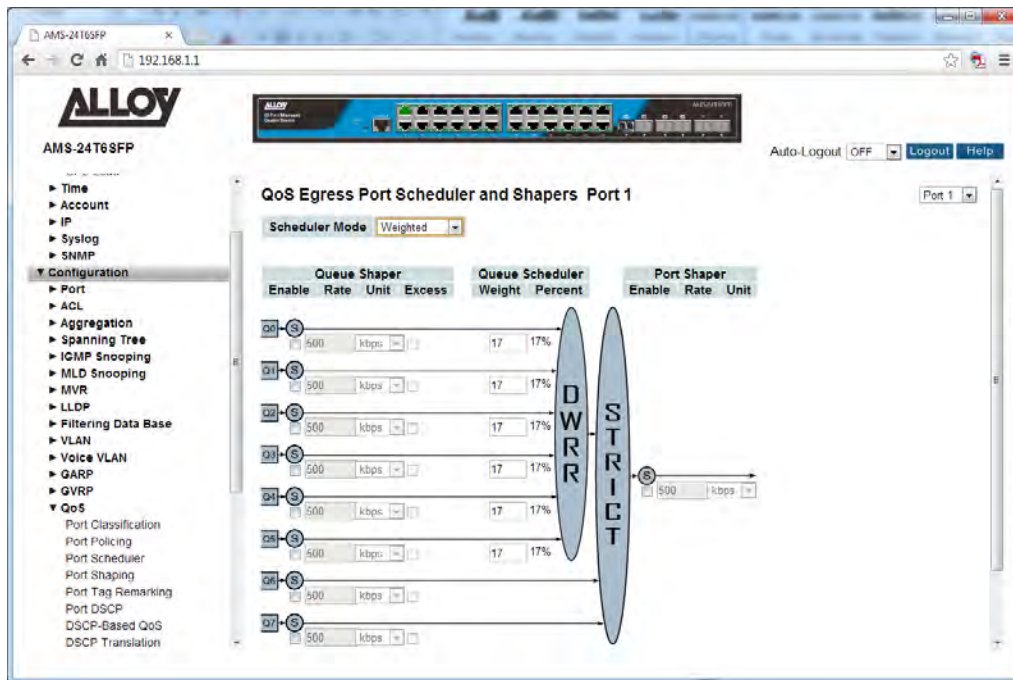 AMS-24T6SFP
192.168.1.1
ALLOY
ALLOY
AMS-24T6SFP
Auto-Logout OFF Logout Help
Time
Account
IP
Syslog
SNMP
Configuration
Port
ACL
Aggregation
Spanning Tree
IGMP Snooping
MLD Snooping
MVR
LLDP
Filtering Data Base
VLAN
Voice VLAN
GARP
GVRP
QoS
Port Classification
Port Policing
Port Scheduler
Port Shaping
Port Tag Remarking
Port DSCP
DSCP-Based QoS
DSCP Translation
QoS Egress Port Scheduler and Shapers Port 1
Port 1
Scheduler Mode Weighted
Queue Shaper Queue Scheduler Port Shaper
Enable Rate Unit Excess Weight Percent Enable Rate Unit
Q0 S
500 kbps 17 17%
Q1 S
500 kbps 17 17%
Q2 S
500 kbps 17 17%
Q3 S
500 kbps 17 17%
Q4 S
500 kbps 17 17%
Q5 S
500 kbps 17 17%
Q6 S
500 kbps
Q7 S
500 kbps
DWRR
STRICT
S
500 kbps